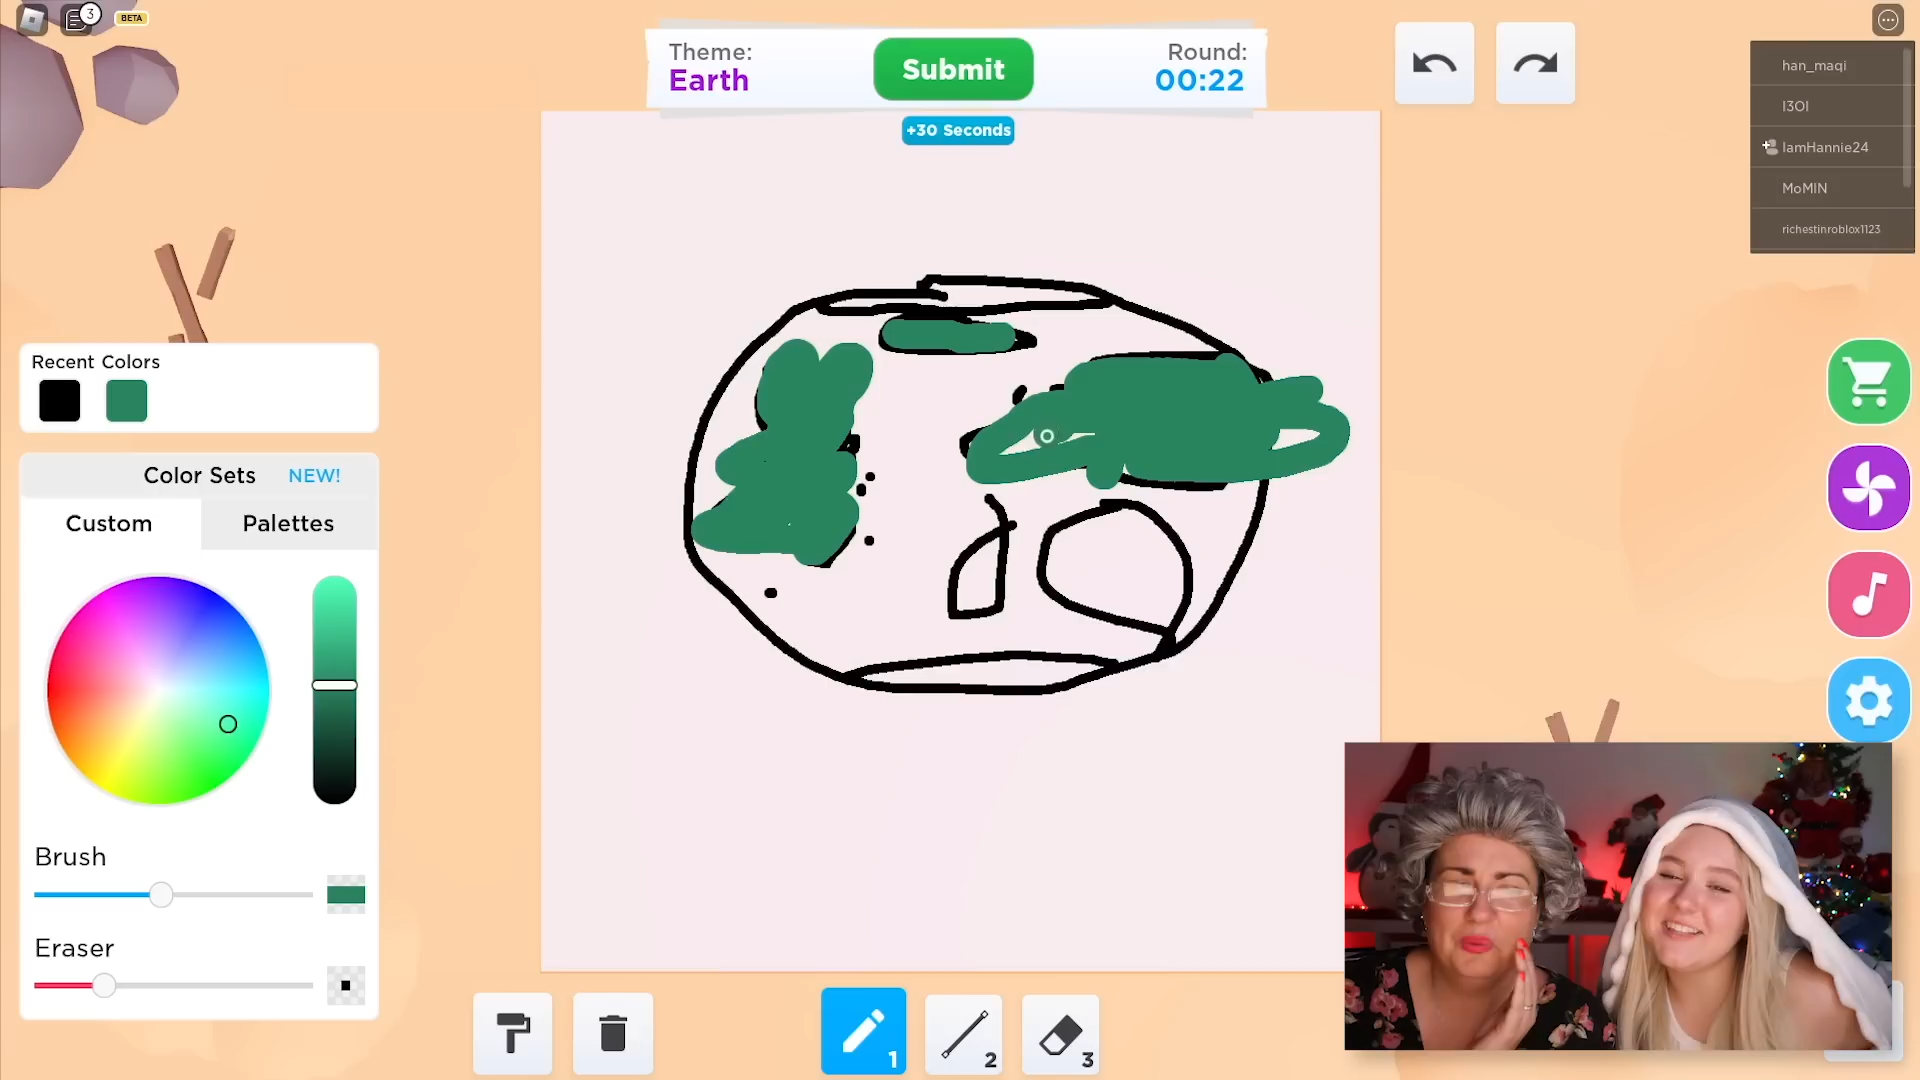 3
BETA
Theme:
Earth
Submit
Round:
00:22
+30 Seconds
han_maqi
I3OI
IamHannie24
MoMIN
richestinroblox1123
Recent Colors
Color Sets NEW!
Custom
Palettes
Brush
Eraser
1
2
3